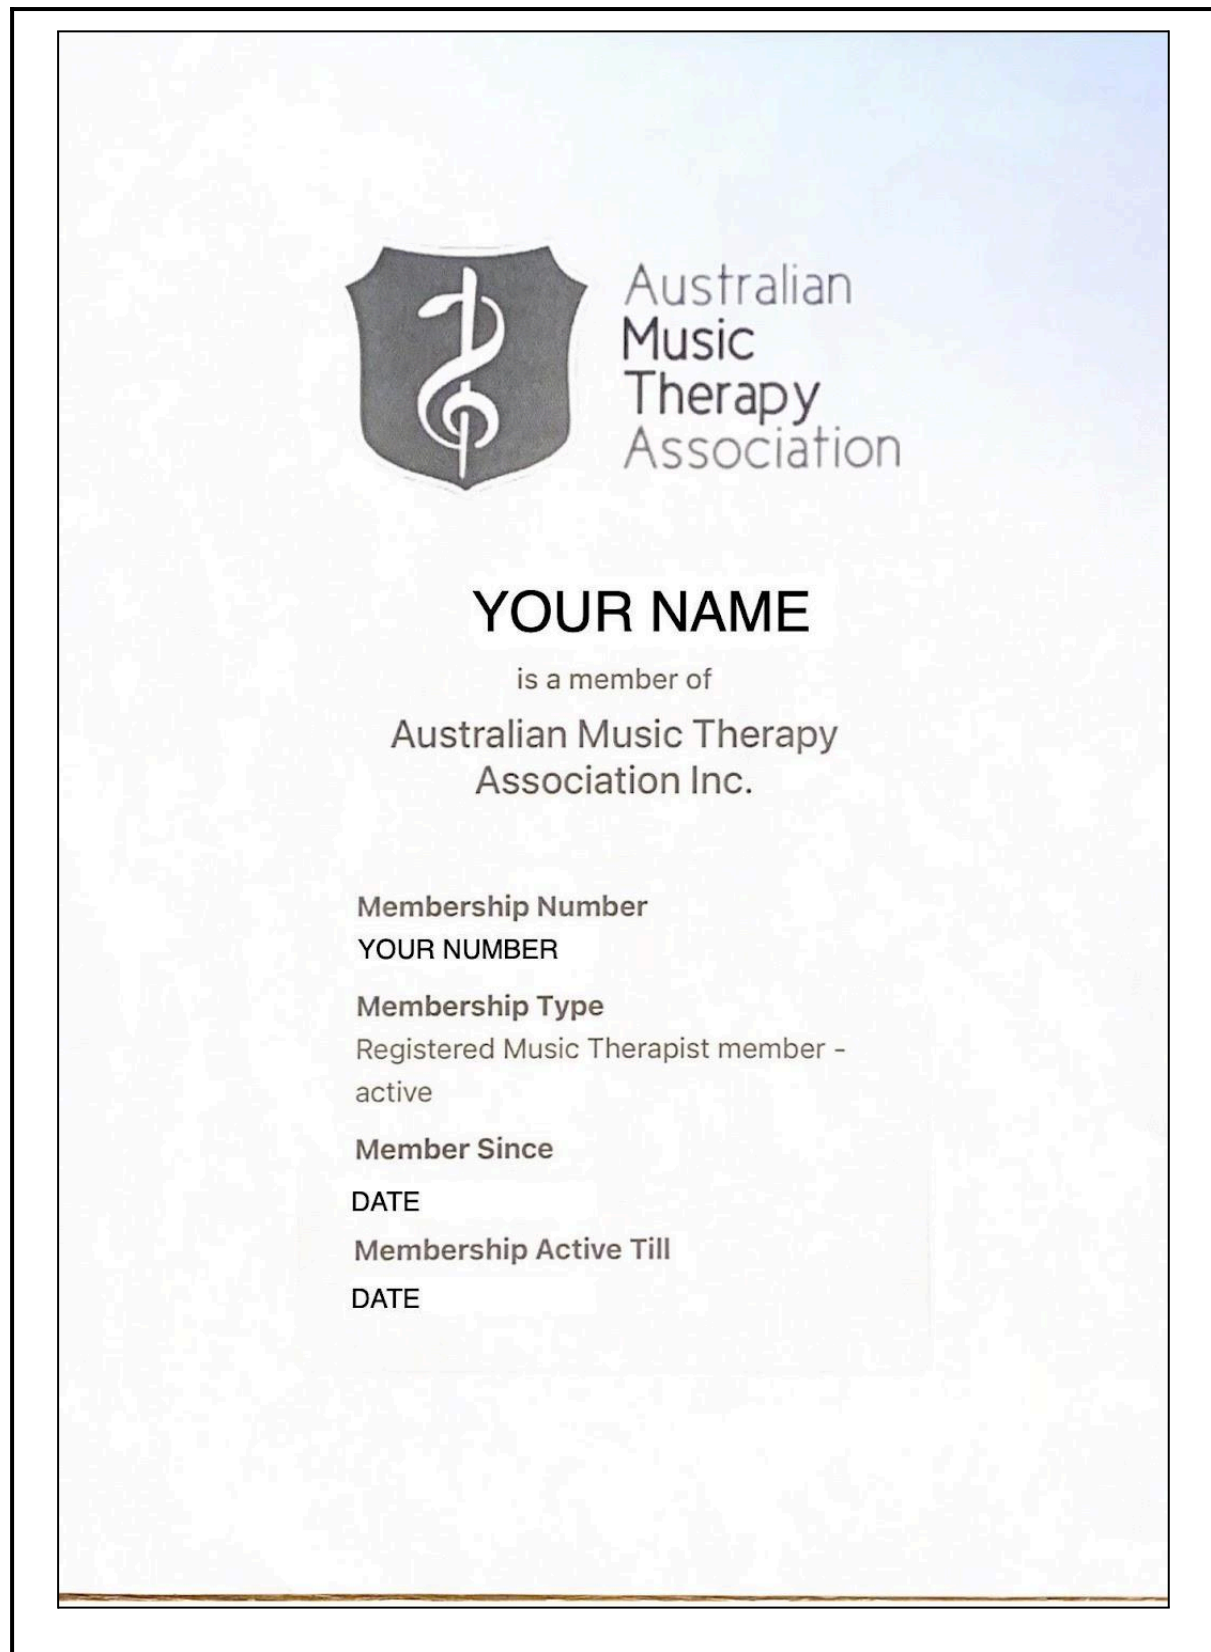 Australian
Music
Therapy
Association
YOUR NAME
is a member of
Australian Music Therapy
Association Inc.
Membership Number
YOUR NUMBER
Membership Type
Registered Music Therapist member -
active
Member Since
DATE
Membership Active Till
DATE